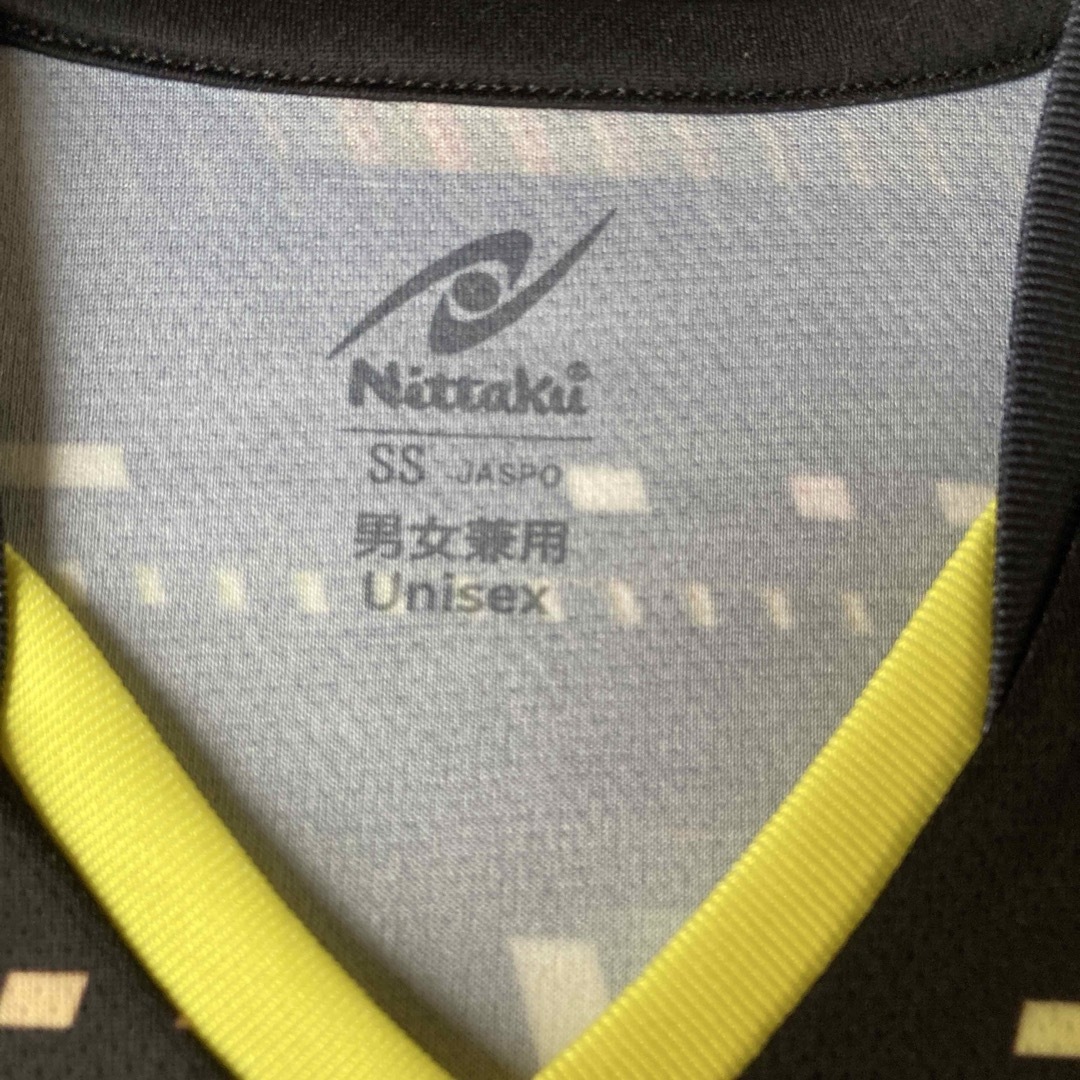 Nittaku®
SS JASPO
男女兼用
Unisex